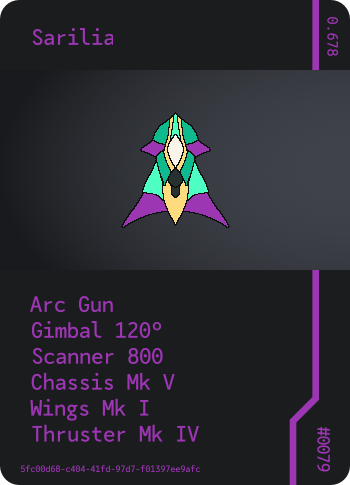 Sarilia
0.678
Arc Gun
Gimbal 120°
Scanner 800
Chassis Mk V
Wings Mk I
Thruster Mk IV
#0079
5fc00d68-c404-41fd-97d7-f01397ee9afc